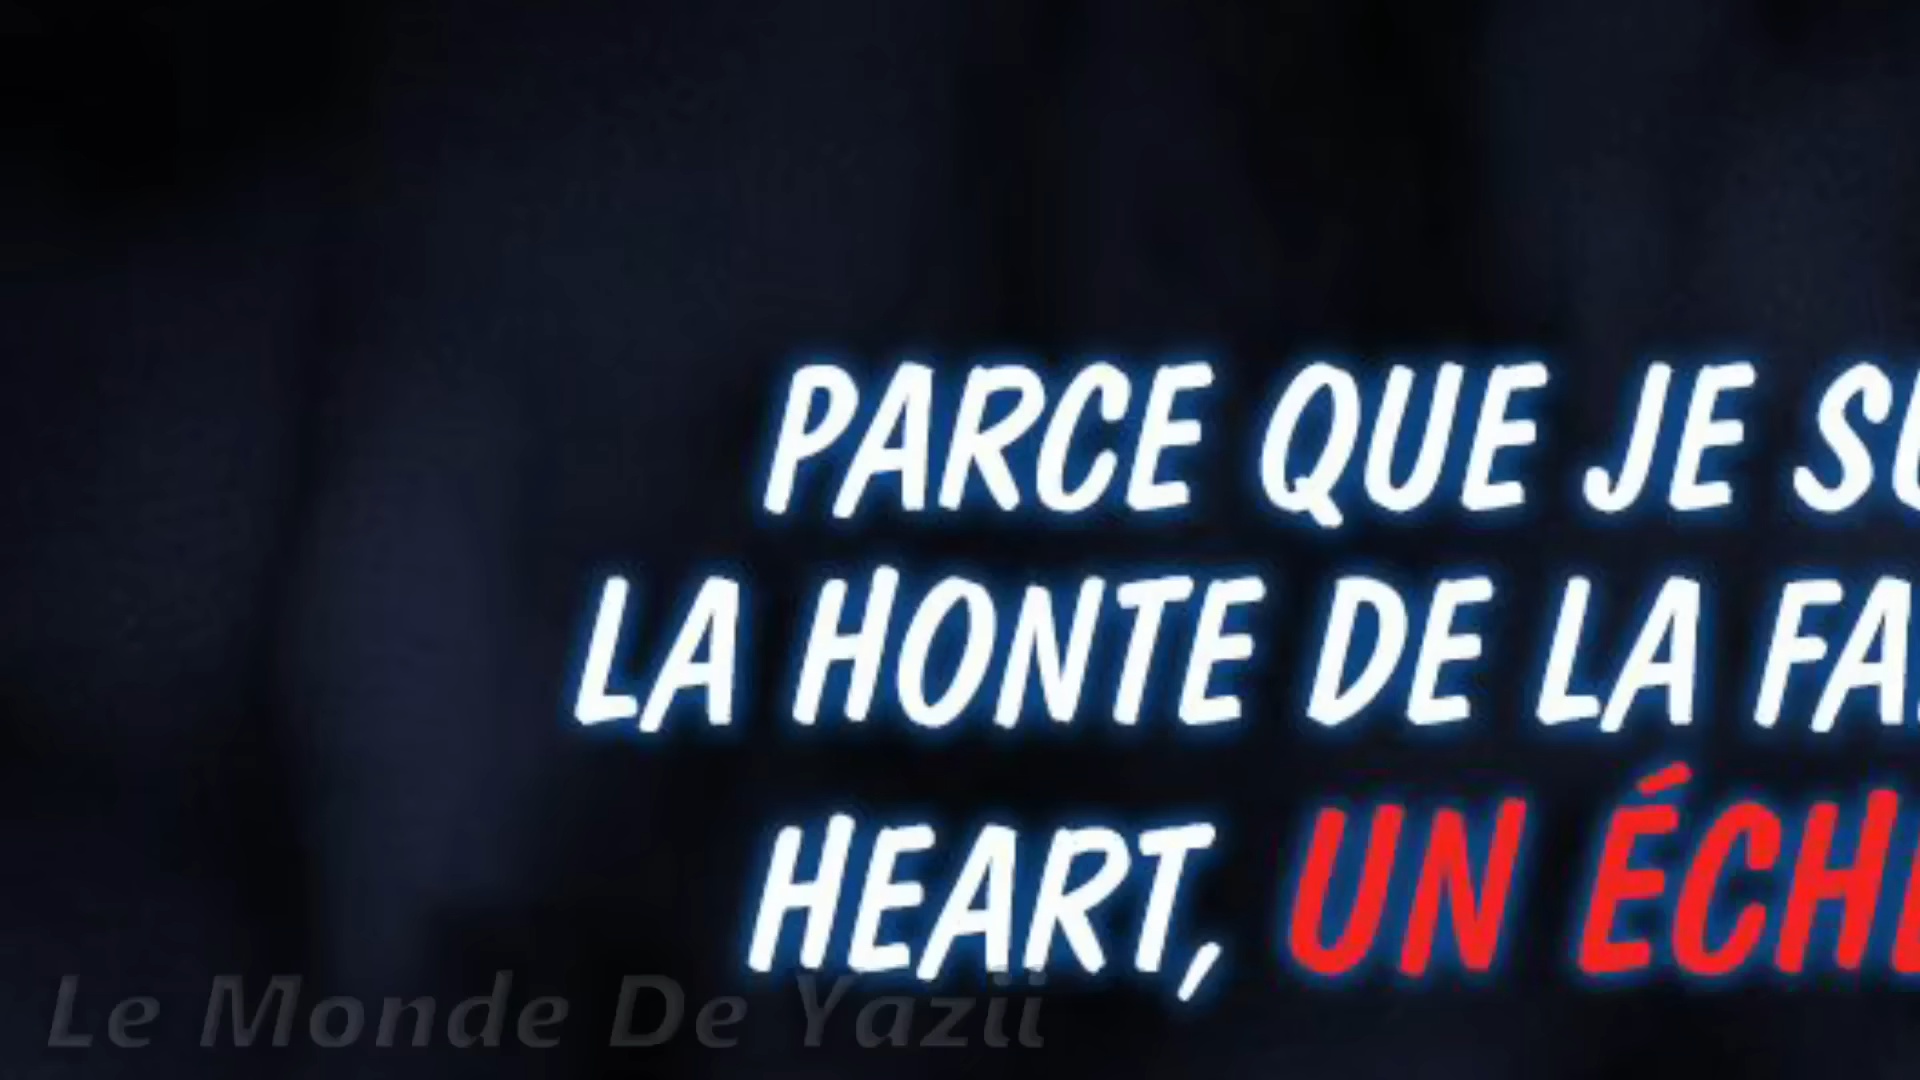 PARCE QUE JE
LA HONTE DE LA
HEART, UN
Le Monde De Yazii